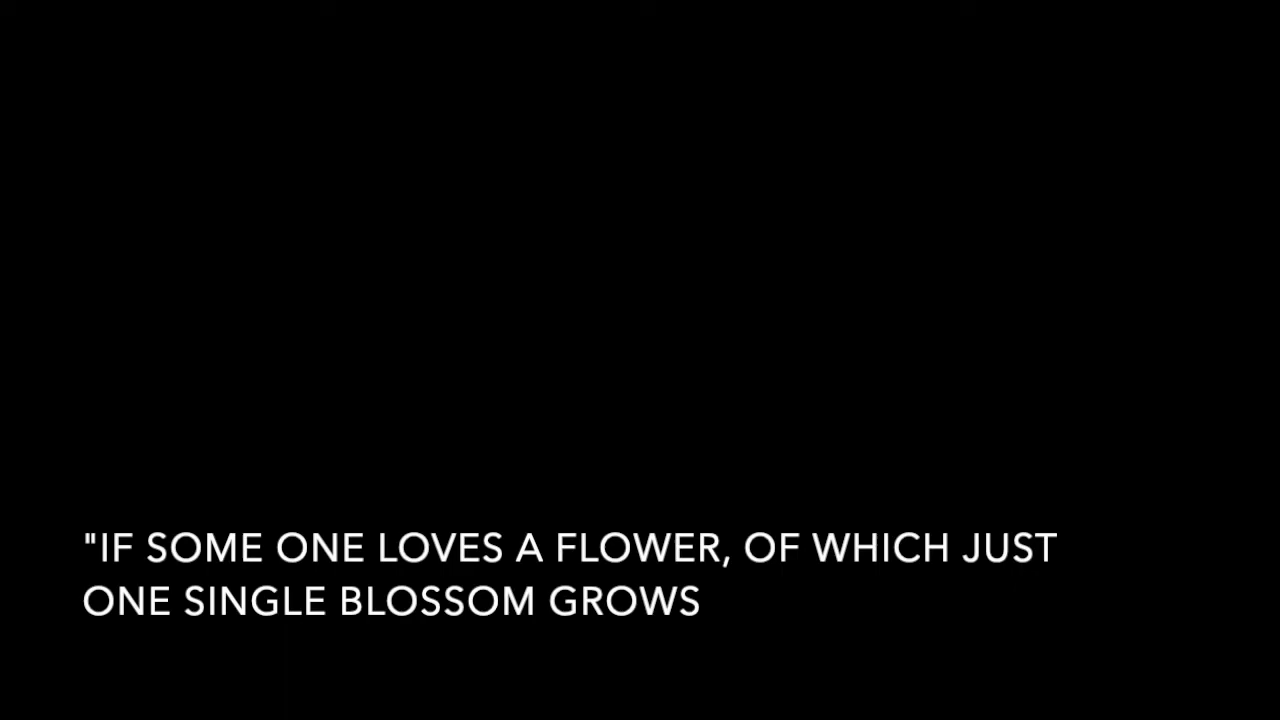 "IF SOME ONE LOVES A FLOWER, OF WHICH JUST
ONE SINGLE BLOSSOM GROWS